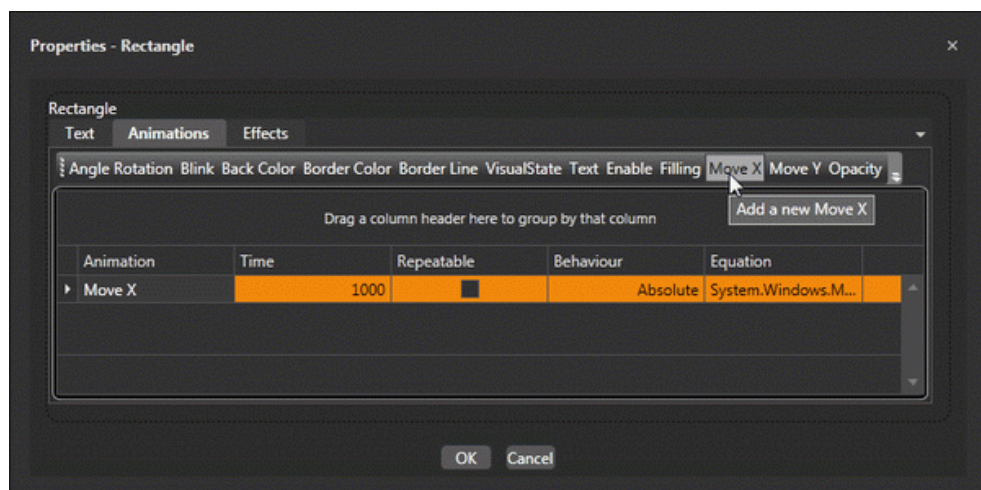 Properties - Rectangle
Rectangle
Text Animations Effects
Angle Rotation Blink Back Color Border Color Border Line VisualState Text Enable Filling Move X Move Y Opacity
Add a new Move X
Drag a column header here to group by that column
Animation Time Repeatable Behaviour Equation
Move X 1000 Absolute System.Windows.M...
OK Cancel